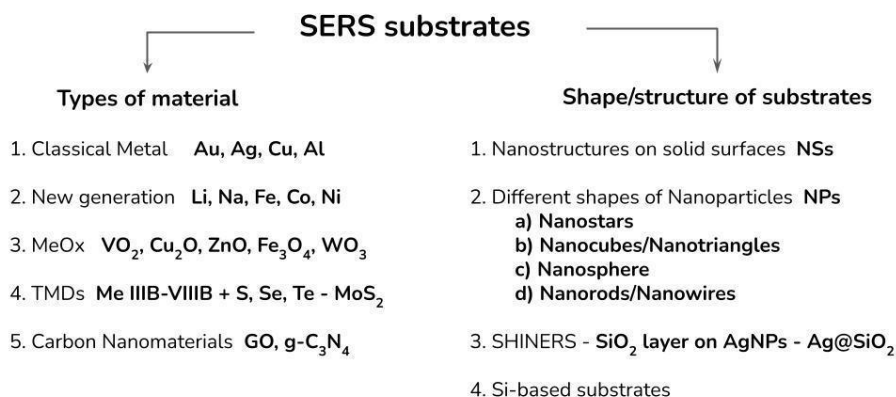 SERS substrates
Types of material
1. Classical Metal Au, Ag, Cu, Al
2. New generation Li, Na, Fe, Co, Ni
3. MeOx VO₂, Cu₂O, ZnO, Fe₃O₄, WO₃
4. TMDs Me IIIB-VIIIB + S, Se, Te - MoS₂
5. Carbon Nanomaterials GO, g-C₃N₄
Shape/structure of substrates
1. Nanostructures on solid surfaces NSs
2. Different shapes of Nanoparticles NPs
a) Nanostars
b) Nanocubes/Nanotriangles
c) Nanosphere
d) Nanorods/Nanowires
3. SHINERS - SiO₂ layer on AgNPs - Ag@SiO₂
4. Si-based substrates